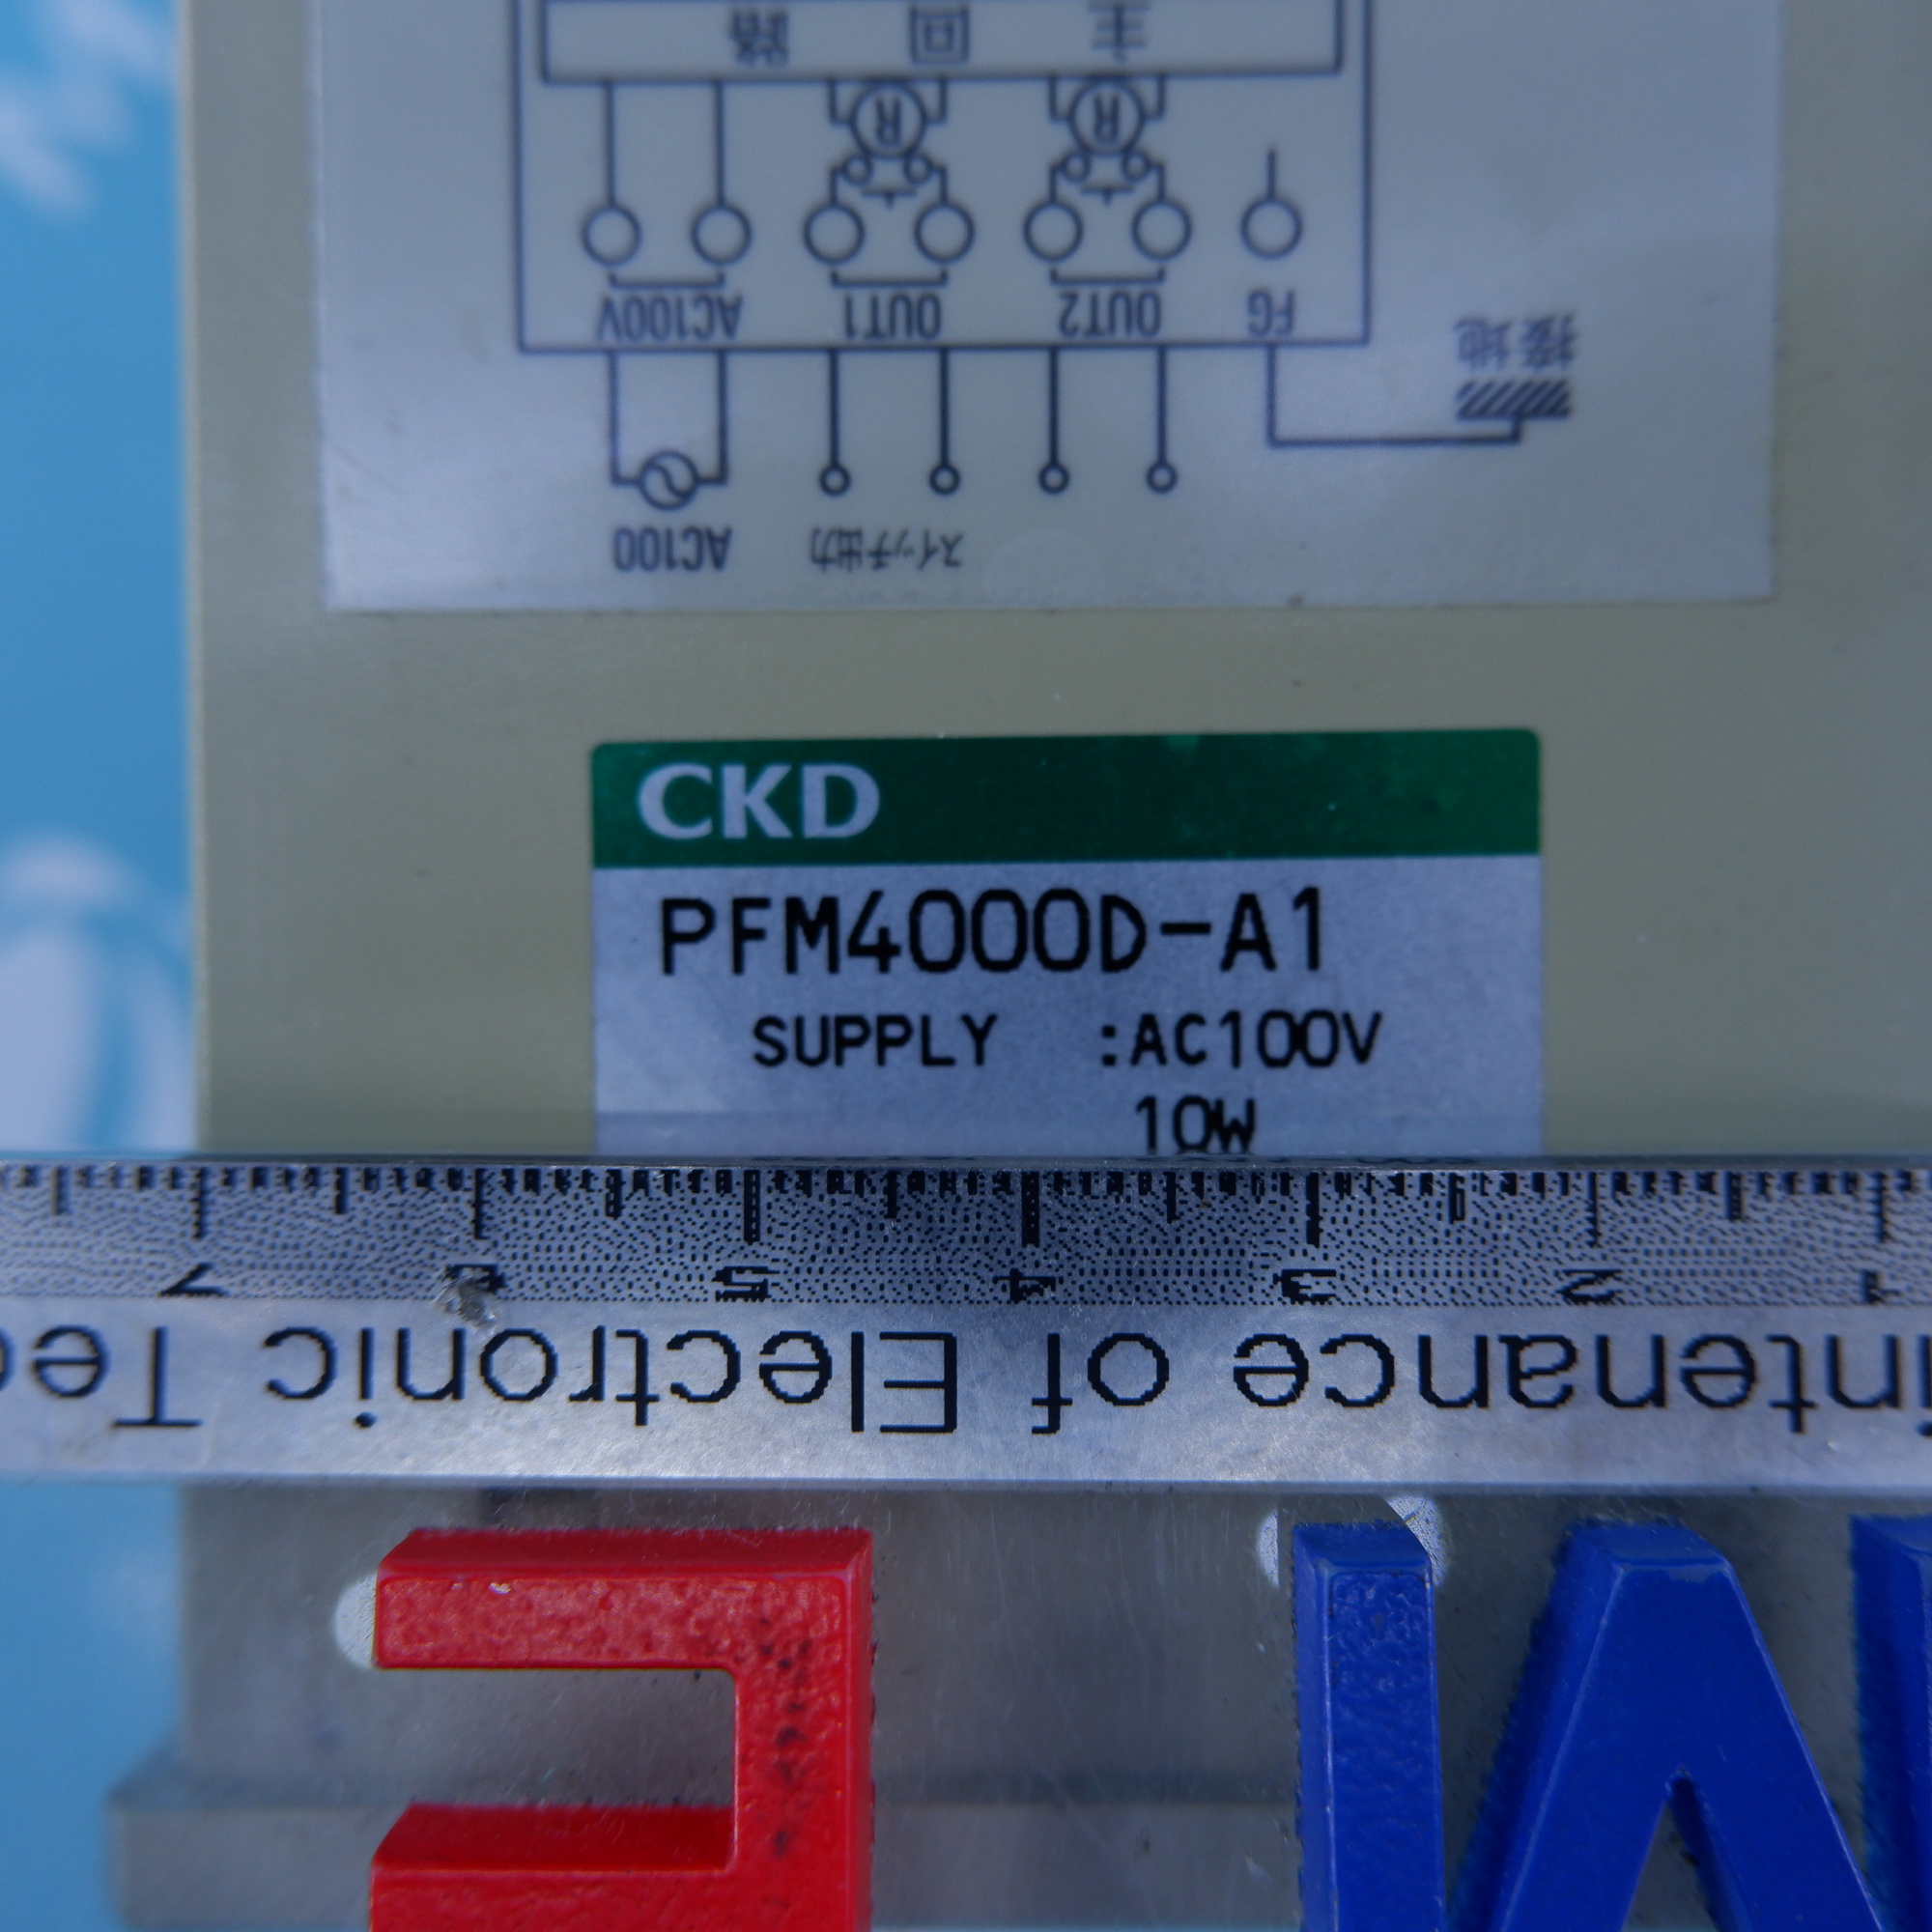 主 回 路
R R
FG OUT2 OUT1 AC100V
接地
スイッチ出力 AC100
CKD
PFM4000D-A1
SUPPLY :AC100V
10W
1 2 3 4 5 6 7
intenance of Electronic Tec